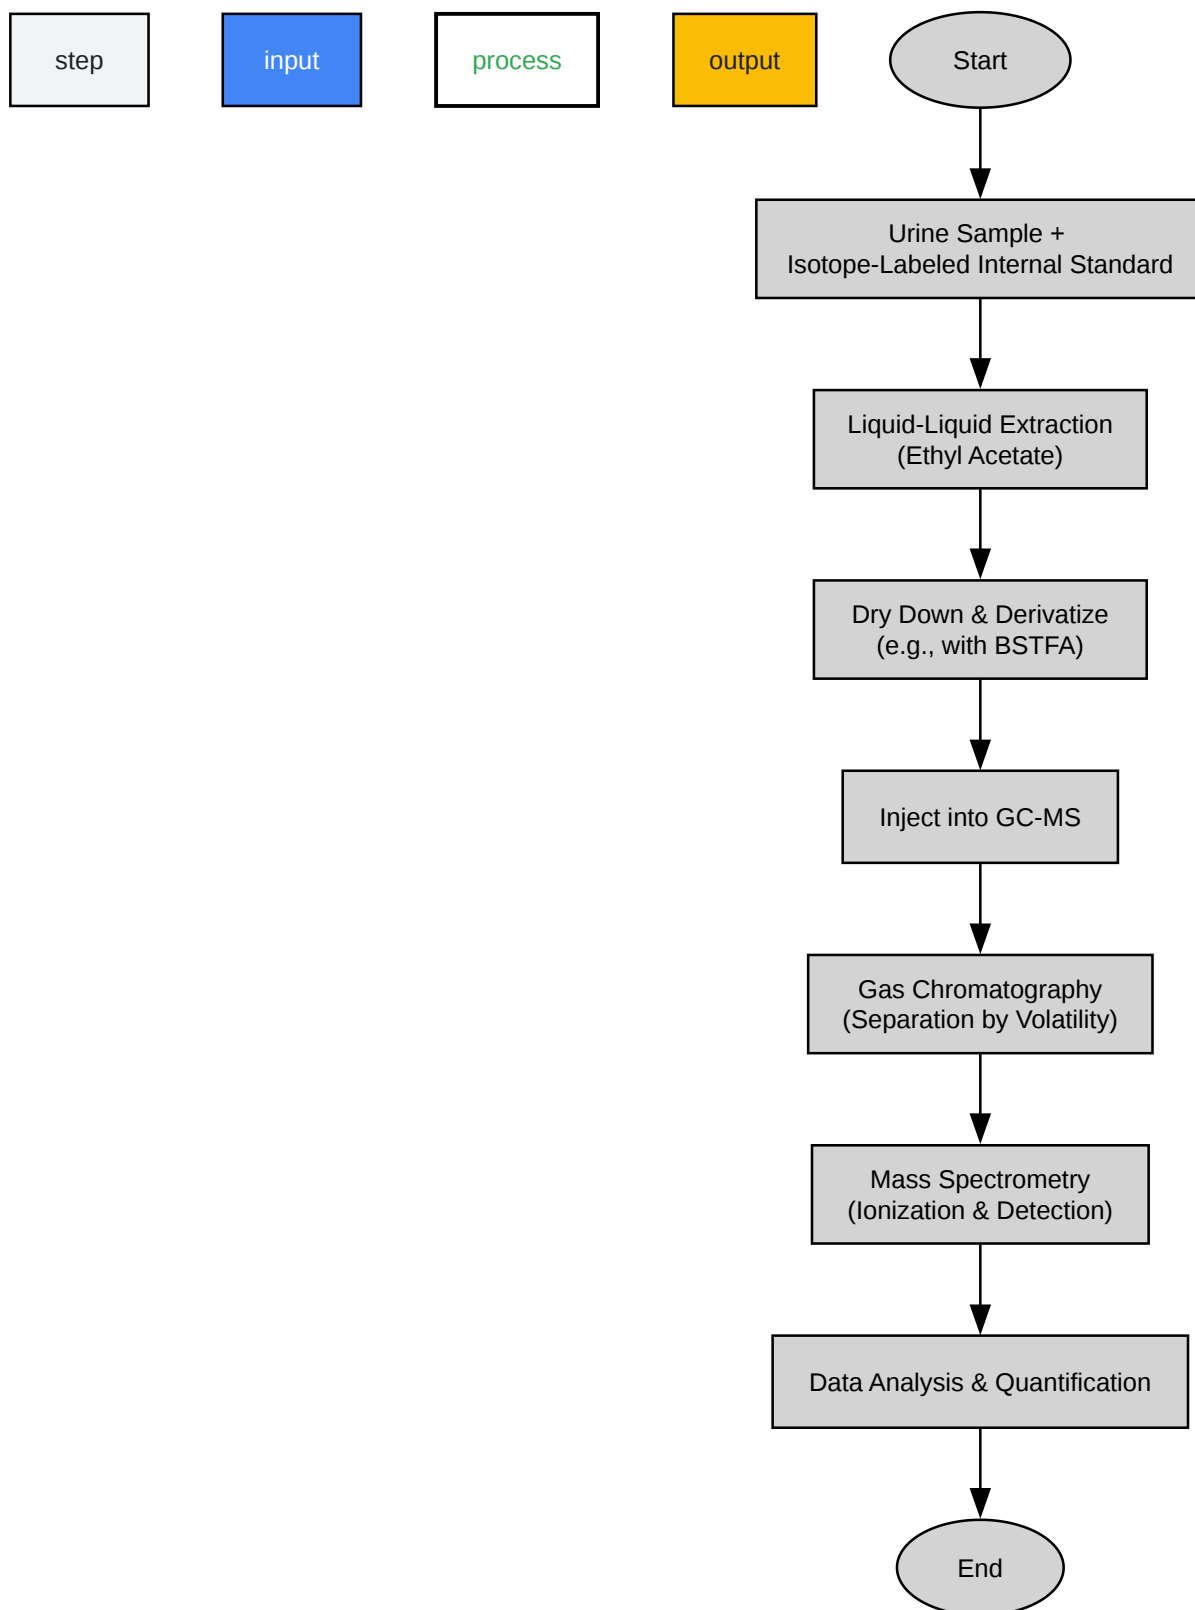 step
input
process
output
Start
Urine Sample +
Isotope-Labeled Internal Standard
Liquid-Liquid Extraction
(Ethyl Acetate)
Dry Down & Derivatize
(e.g., with BSTFA)
Inject into GC-MS
Gas Chromatography
(Separation by Volatility)
Mass Spectrometry
(Ionization & Detection)
Data Analysis & Quantification
End